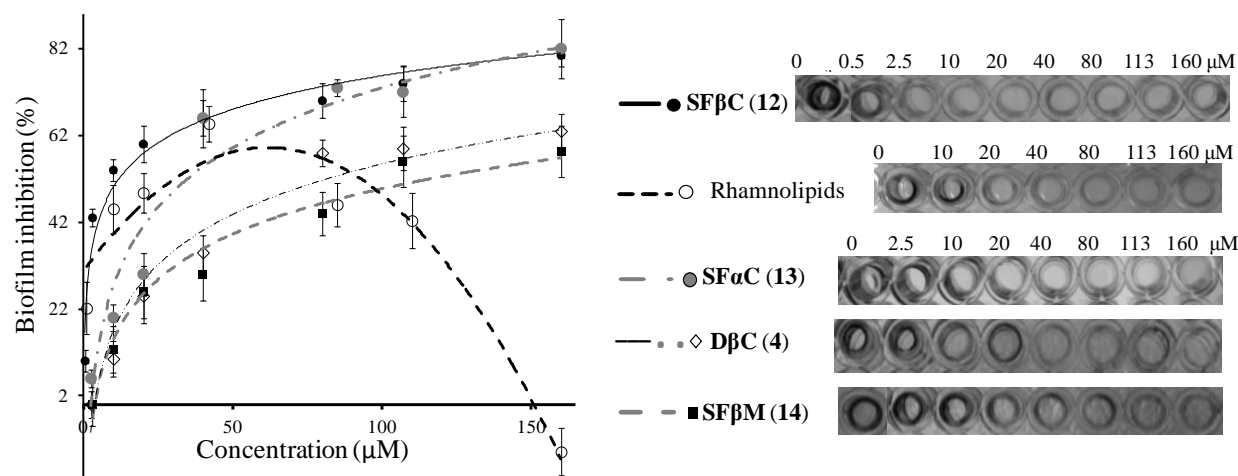 Biofilm inhibition (%)
82
62
42
22
2
0
50
100
150
Concentration (μM)
SFβC (12)
0 0.5 2.5 10 20 40 80 113 160 μM
Rhamnolipids
0 10 20 40 80 113 160 μM
SFαC (13)
0 2.5 10 20 40 80 113 160 μM
DβC (4)
SFβM (14)